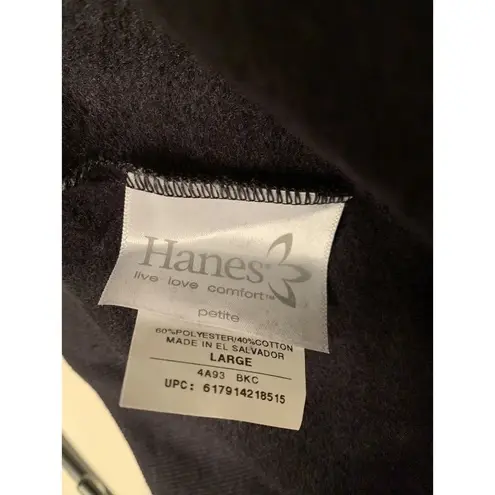 Hanes®
live love comfort™
petite
60%POLYESTER/40%COTTON
MADE IN EL SALVADOR
LARGE
4A93 BKC
UPC: 617914218515